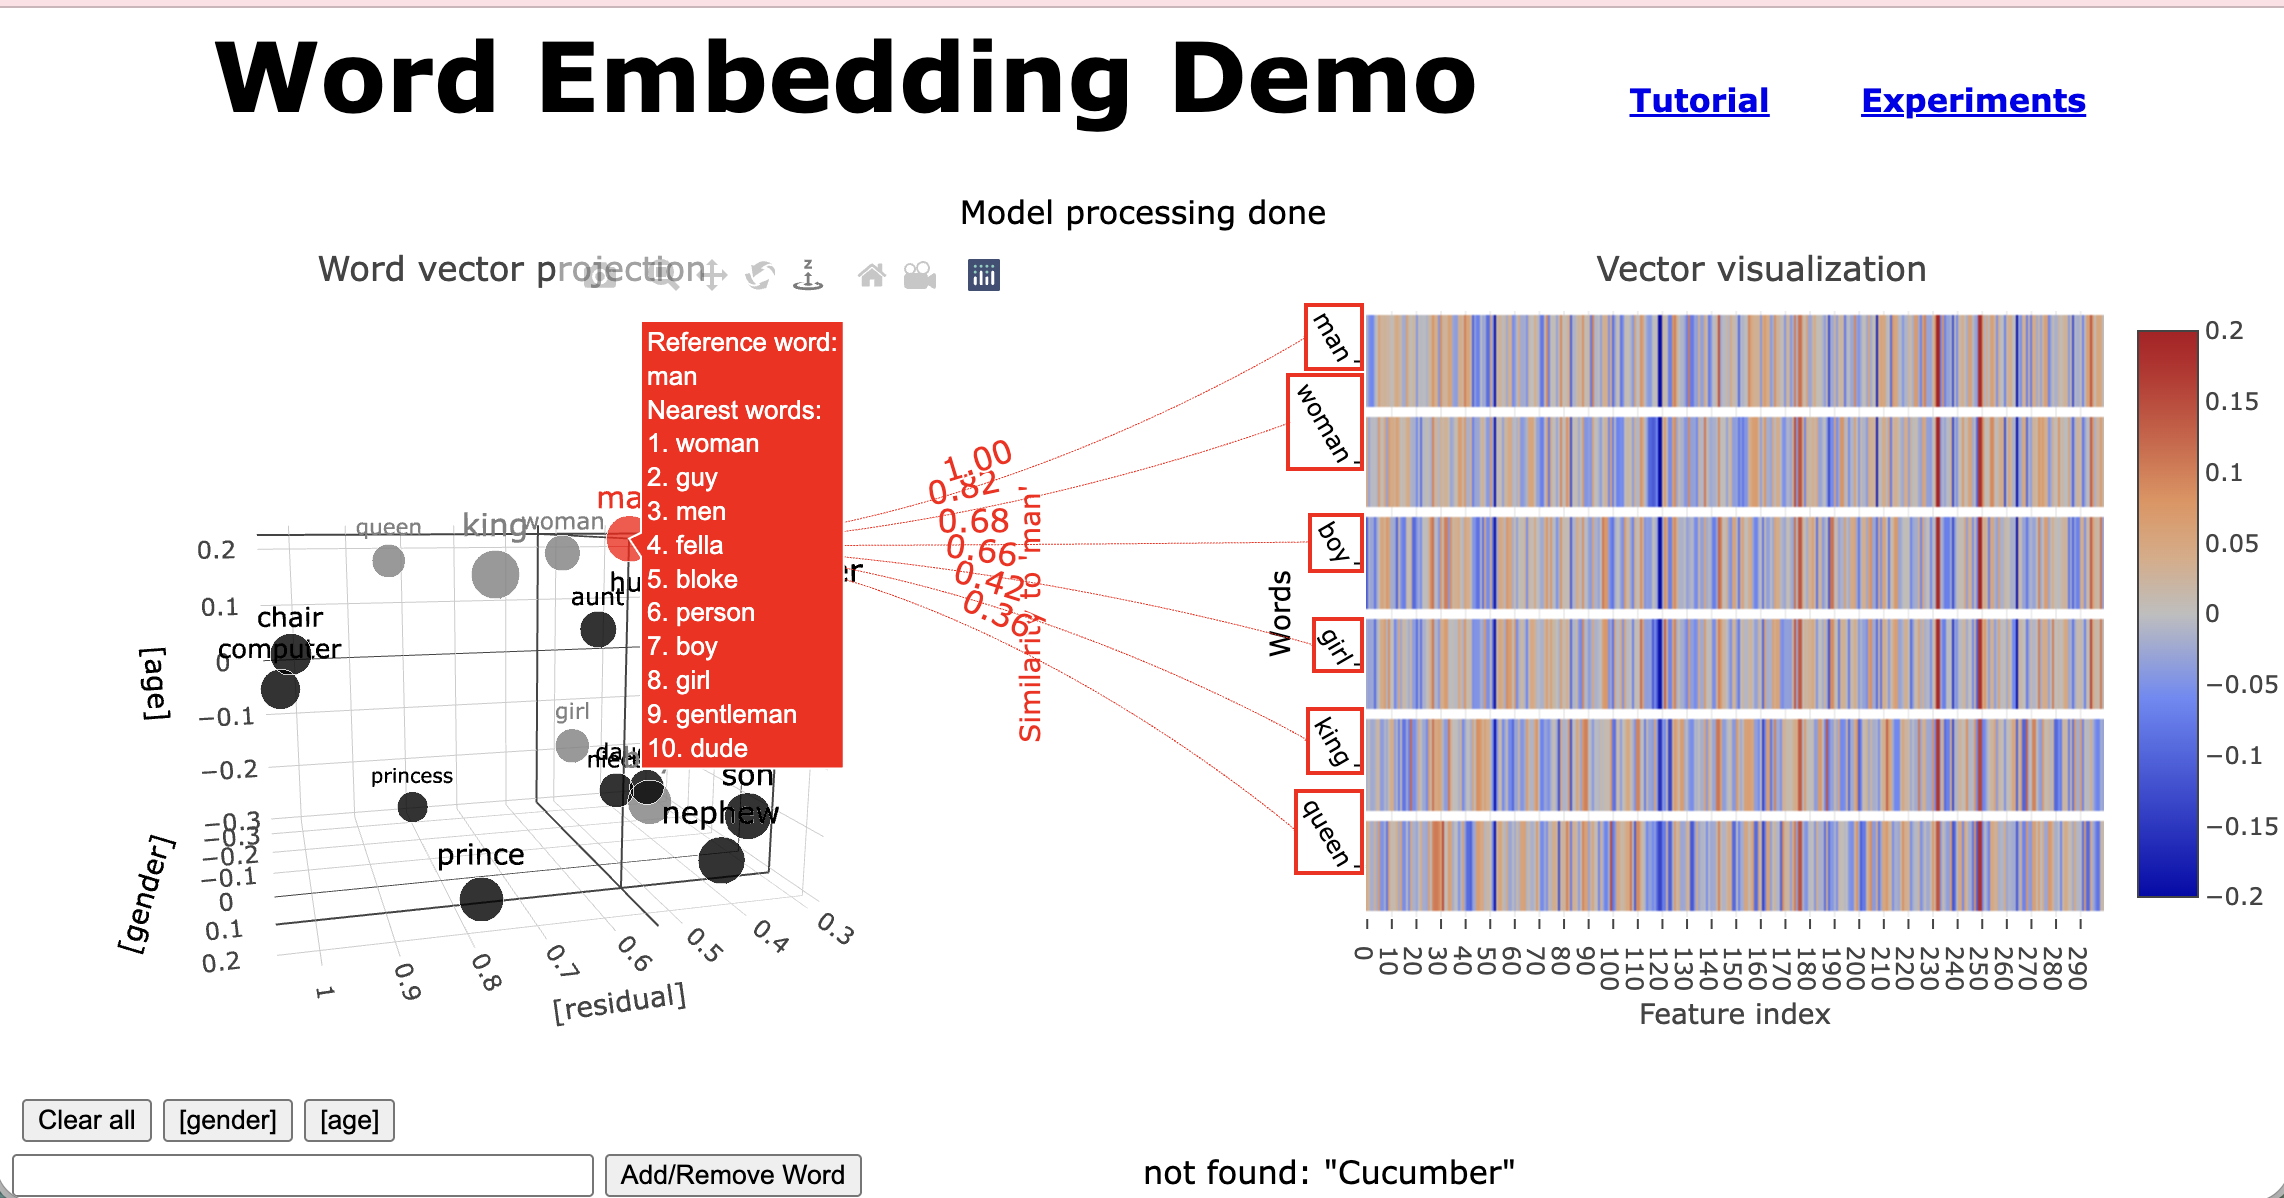 Word Embedding Demo
Tutorial
Experiments
Model processing done
Word vector projection
z
Vector visualization
Reference word:
man
Nearest words:
1. woman
2. guy
3. men
4. fella
5. bloke
6. person
7. boy
8. girl
9. gentleman
10. dude
queen
king
woman
aunt
chair
computer
girl
princess
prince
son
nephew
[age]
0.2
0.1
0
−0.1
−0.2
−0.3
[gender]
−0.3
−0.2
−0.1
0
0.1
0.2
1
0.9
0.8
0.7
0.6
0.5
0.4
0.3
[residual]
1.00
0.82
0.68
0.66
0.42
0.36
Similarity to 'man'
Words
man
woman
boy
girl
king
queen
0 10 20 30 40 50 60 70 80 90 100 110 120 130 140 150 160 170 180 190 200 210 220 230 240 250 260 270 280 290
Feature index
0.2
0.15
0.1
0.05
0
−0.05
−0.1
−0.15
−0.2
Clear all
[gender]
[age]
Add/Remove Word
not found: "Cucumber"